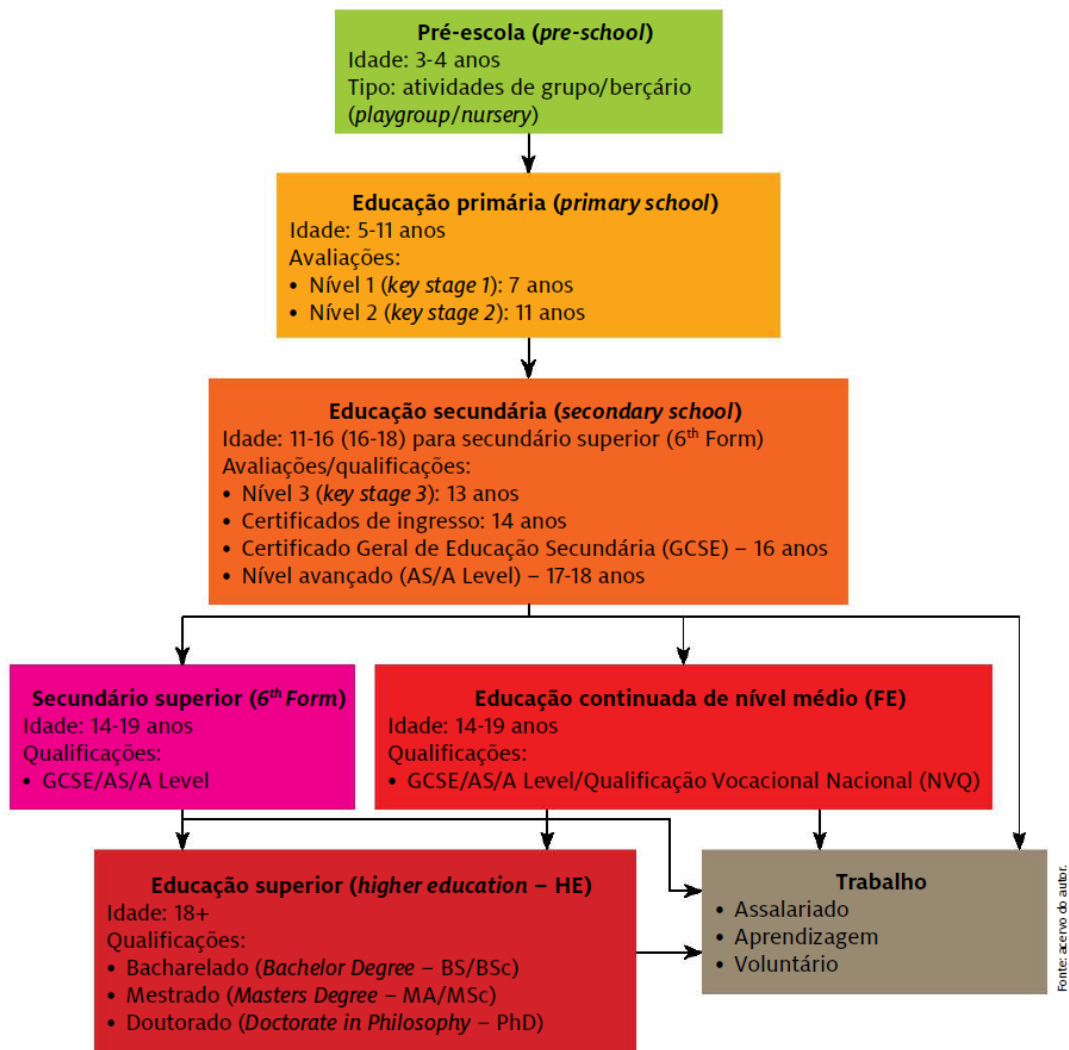 Pré-escola (pre-school)
Idade: 3-4 anos
Tipo: atividades de grupo/berçário
(playgroup/nursery)
Educação primária (primary school)
Idade: 5-11 anos
Avaliações:
• Nível 1 (key stage 1): 7 anos
• Nível 2 (key stage 2): 11 anos
Educação secundária (secondary school)
Idade: 11-16 (16-18) para secundário superior (6th Form)
Avaliações/qualificações:
• Nível 3 (key stage 3): 13 anos
• Certificados de ingresso: 14 anos
• Certificado Geral de Educação Secundária (GCSE) – 16 anos
• Nível avançado (AS/A Level) – 17-18 anos
Secundário superior (6th Form)
Idade: 14-19 anos
Qualificações:
• GCSE/AS/A Level
Educação continuada de nível médio (FE)
Idade: 14-19 anos
Qualificações:
• GCSE/AS/A Level/Qualificação Vocacional Nacional (NVQ)
Educação superior (higher education – HE)
Idade: 18+
Qualificações:
• Bacharelado (Bachelor Degree – BS/BSc)
• Mestrado (Masters Degree – MA/MSc)
• Doutorado (Doctorate in Philosophy – PhD)
Trabalho
• Assalariado
• Aprendizagem
• Voluntário
Fonte: acervo do autor.